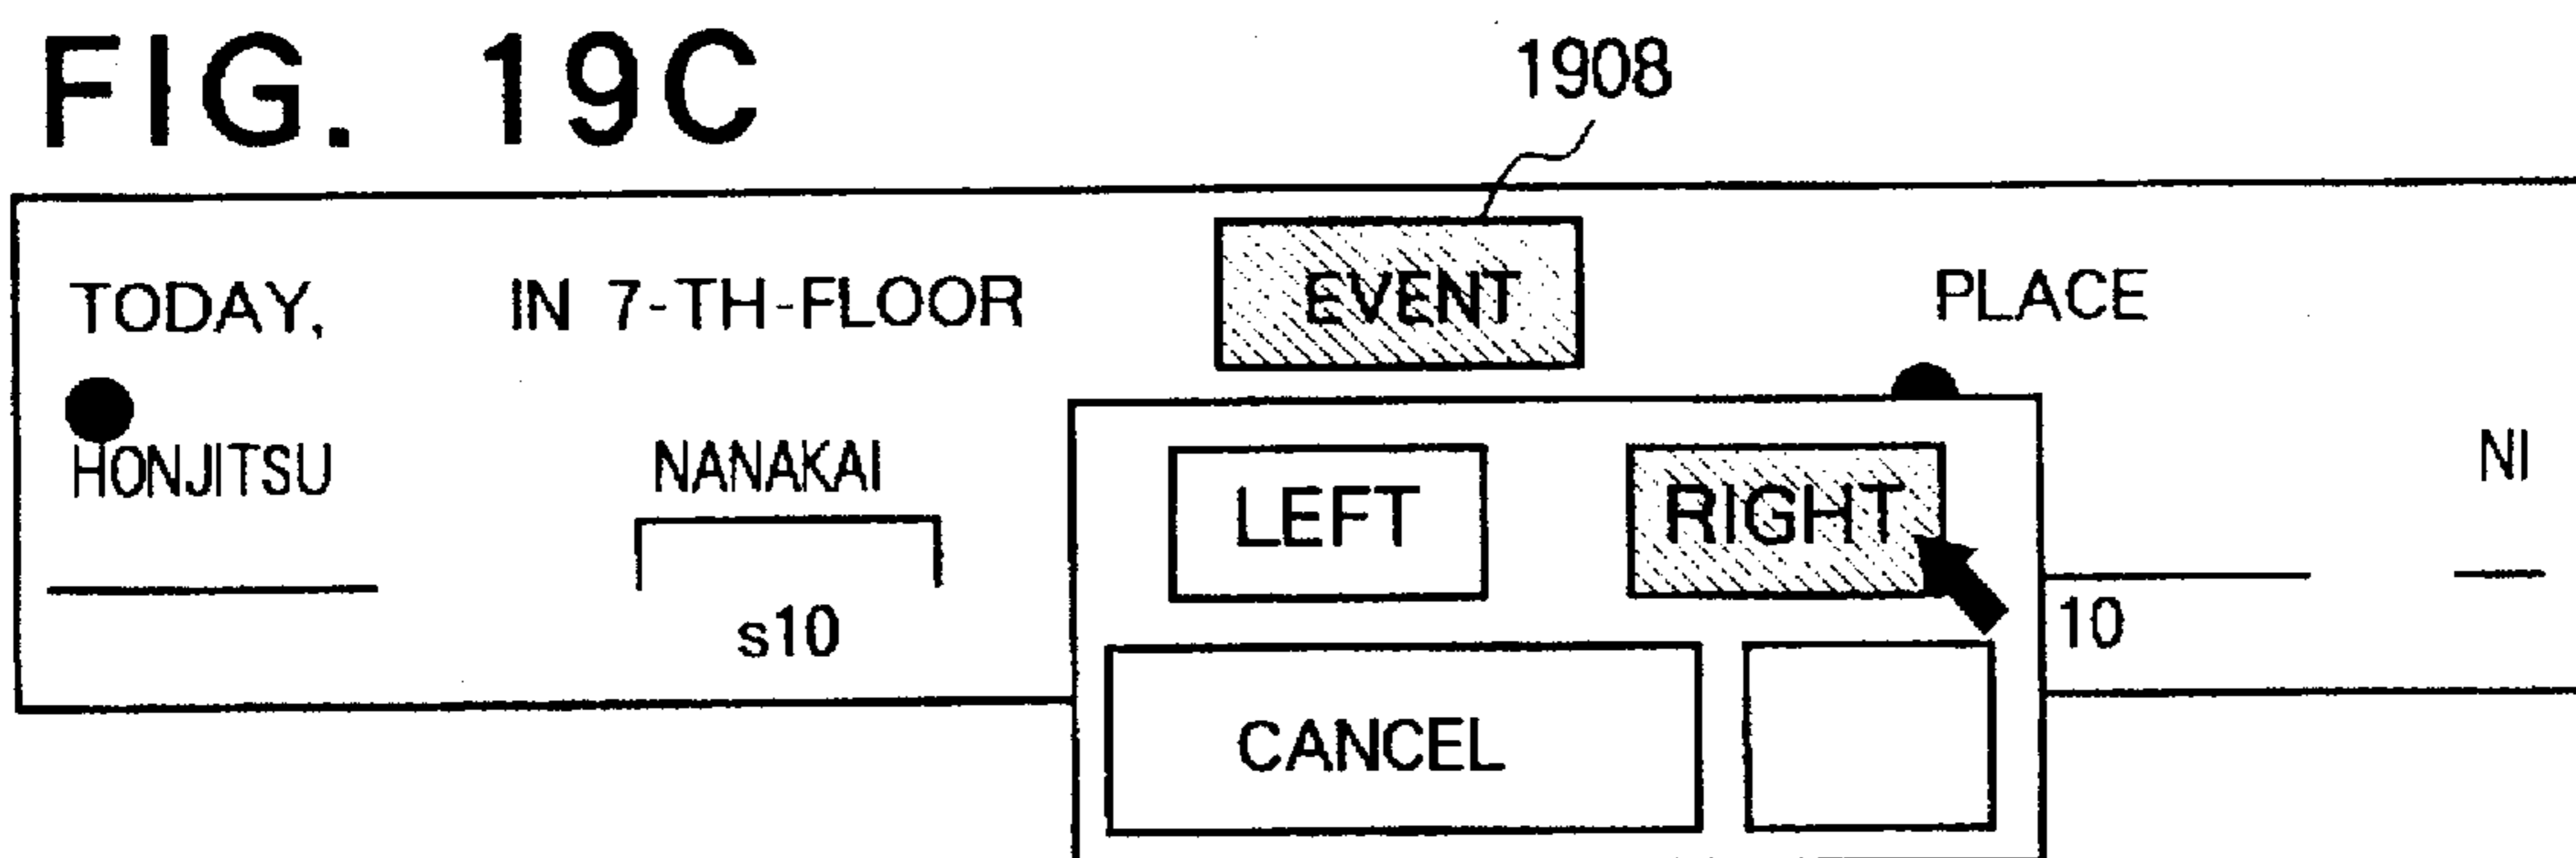 FIG. 19C
1908
TODAY, IN 7-TH-FLOOR EVENT PLACE
HONJITSU NANAKAI NI
LEFT RIGHT
s10 10
CANCEL